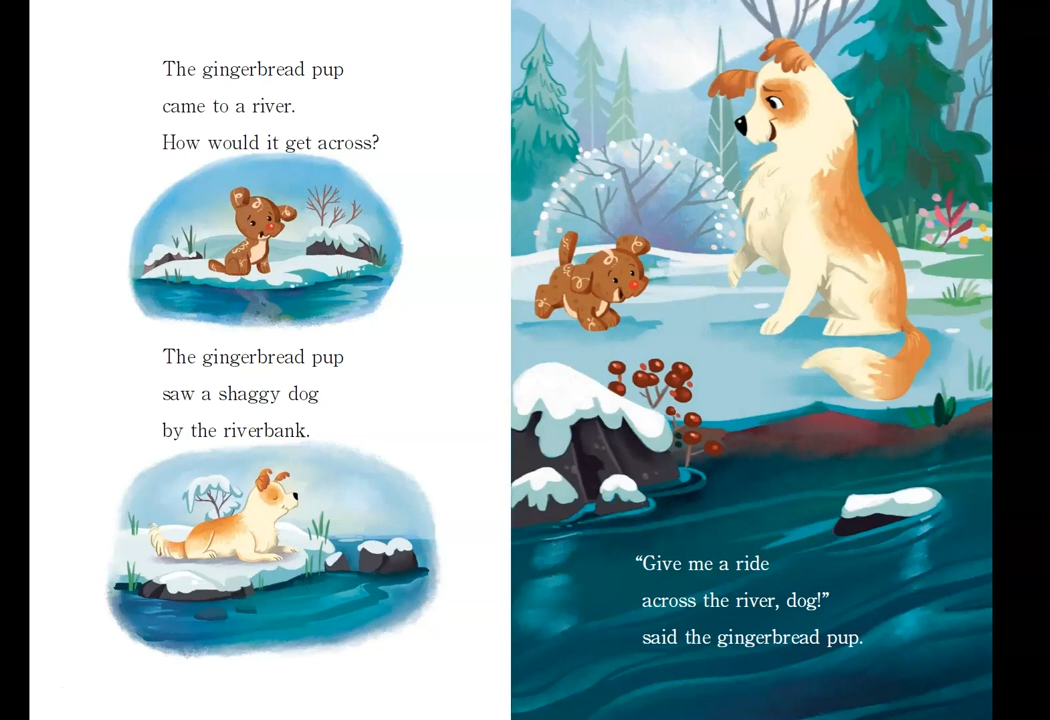 The gingerbread pup
came to a river.
How would it get across?
The gingerbread pup
saw a shaggy dog
by the riverbank.
“Give me a ride
across the river, dog!”
said the gingerbread pup.